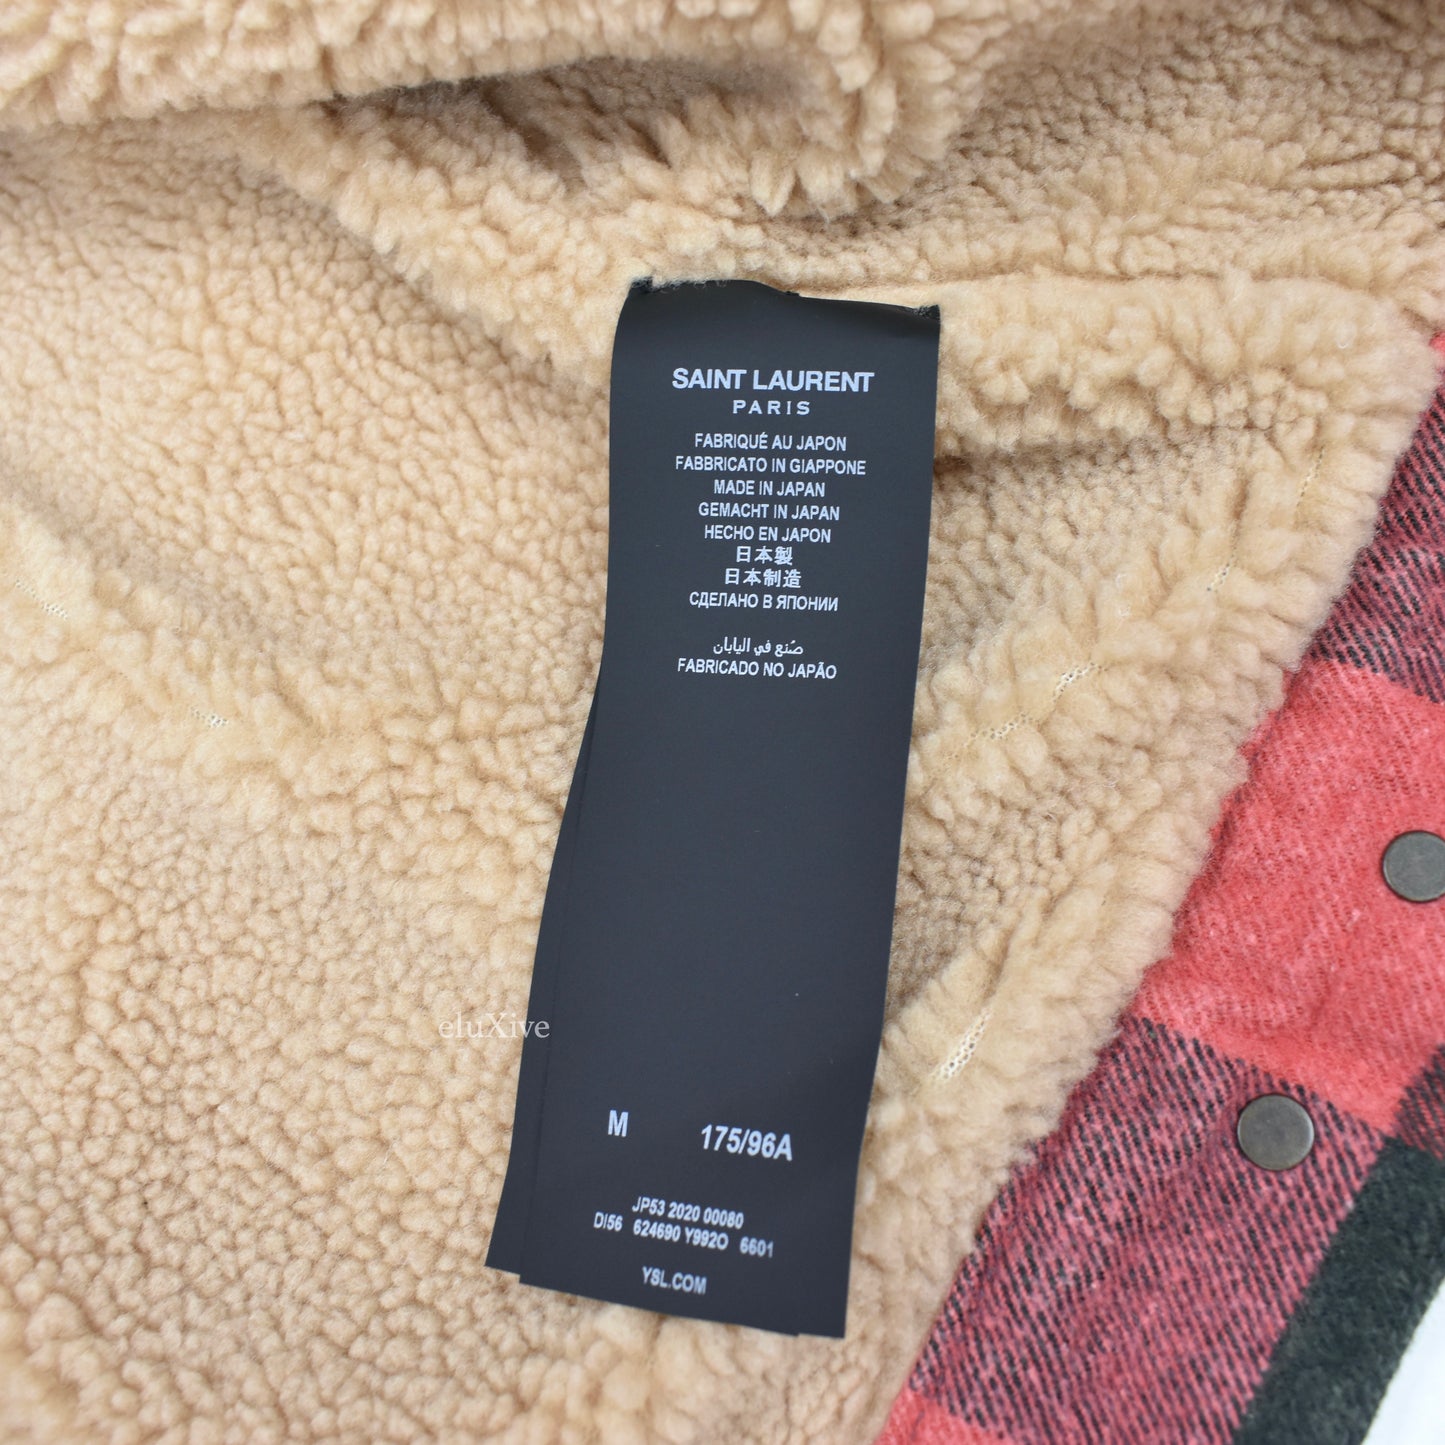 SAINT LAURENT
PARIS
FABRIQUÉ AU JAPON
FABBRICATO IN GIAPPONE
MADE IN JAPAN
GEMACHT IN JAPAN
HECHO EN JAPON
日本製
日本制造
СДЕЛАНО В ЯПОНИИ
صُنع في اليابان
FABRICADO NO JAPÃO
eluXive
M 175/96A
JP53 2020 00080
DI56 624690 Y992O 6601
YSL.COM